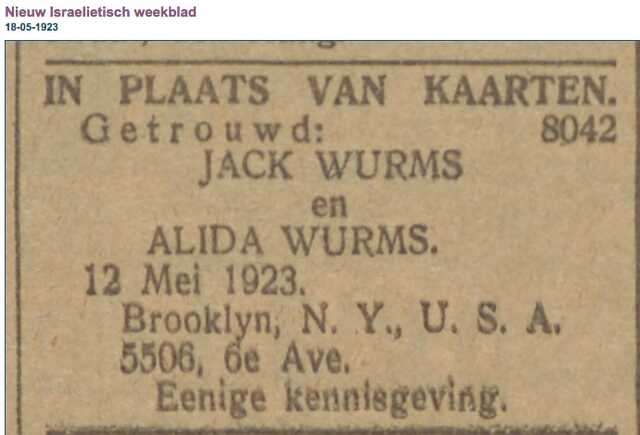 Nieuw Israelietisch weekblad
18-05-1923
IN PLAATS VAN KAARTEN.
Getrouwd: 8042
JACK WURMS
en
ALIDA WURMS.
12 Mei 1923.
Brooklyn, N. Y., U. S. A.
5506, 6e Ave.
Eenige kennisgeving.